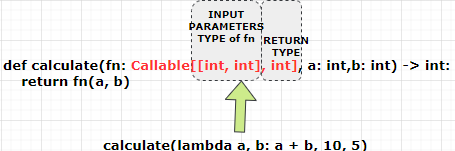 INPUT
PARAMETERS
TYPE of fn
RETURN
TYPE
def calculate(fn: Callable[[int, int], int], a: int,b: int) -> int:
return fn(a, b)
calculate(lambda a, b: a + b, 10, 5)